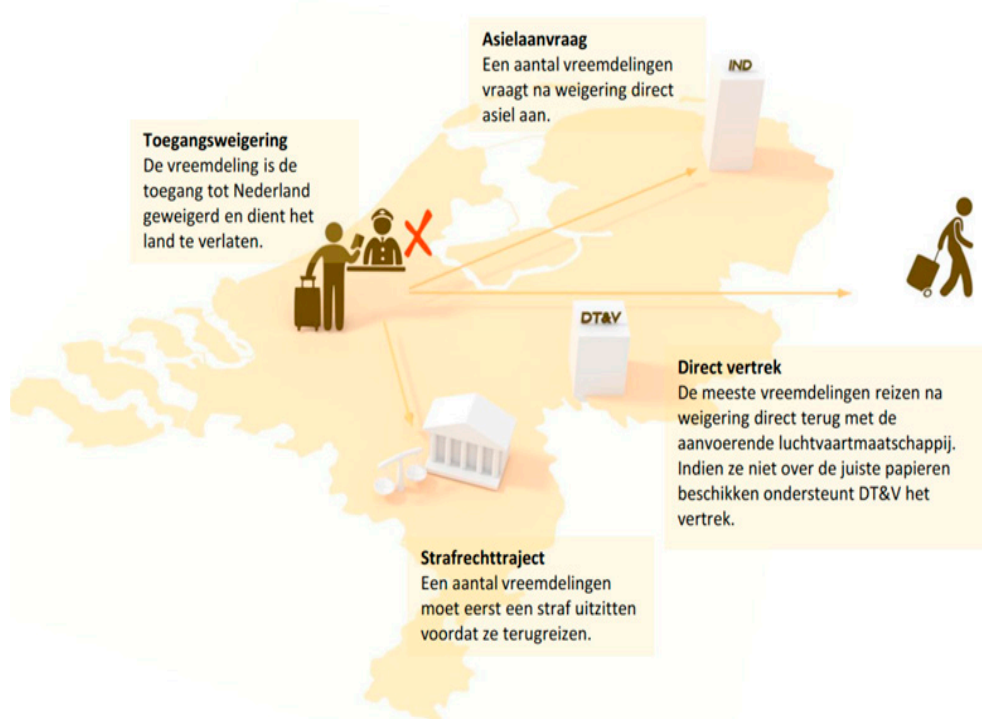 Asielaanvraag
Een aantal vreemdelingen
vraagt na weigering direct
asiel aan.
IND
Toegangsweigering
De vreemdeling is de
toegang tot Nederland
geweigerd en dient het
land te verlaten.
DT&V
Direct vertrek
De meeste vreemdelingen reizen na
weigering direct terug met de
aanvoerende luchtvaartmaatschappij.
Indien ze niet over de juiste papieren
beschikken ondersteunt DT&V het
vertrek.
Strafrechttraject
Een aantal vreemdelingen
moet eerst een straf uitzitten
voordat ze terugreizen.